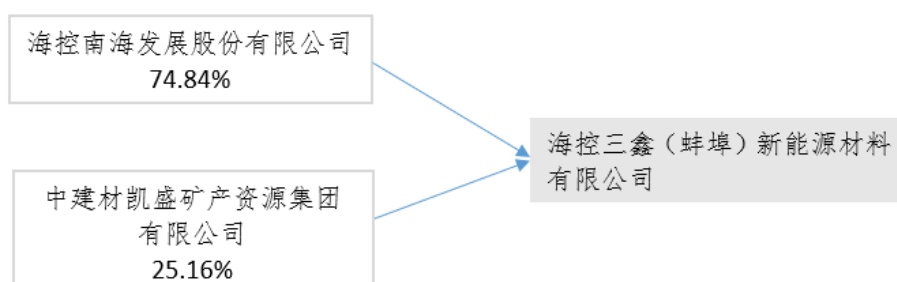 海控南海发展股份有限公司
74.84%
海控三鑫（蚌埠）新能源材料
有限公司
中建材凯盛矿产资源集团
有限公司
25.16%